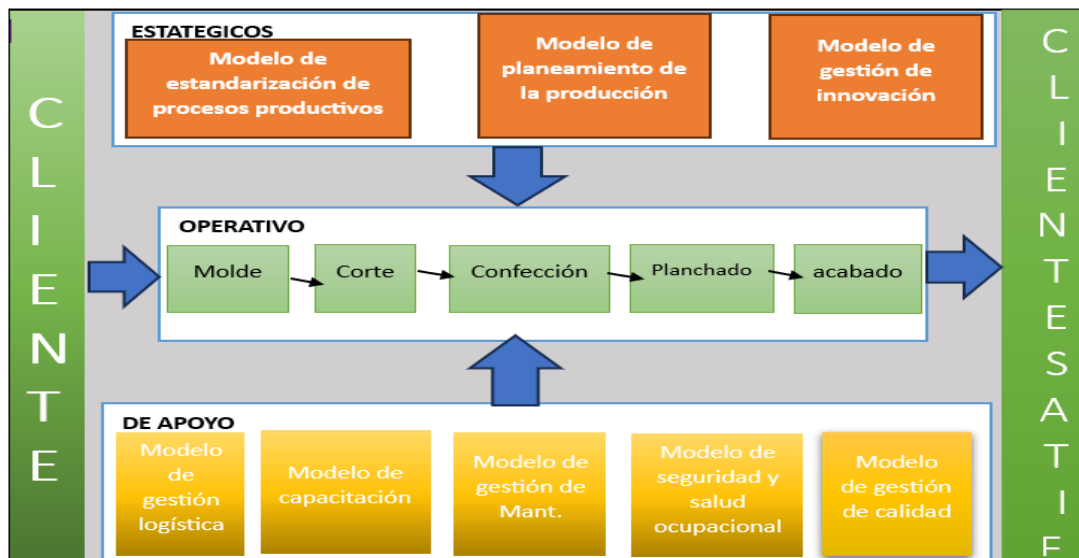 CLIENTE
ESTATEGICOS
Modelo de
estandarización de
procesos productivos
Modelo de
planeamiento de
la producción
Modelo de
gestión de
innovación
OPERATIVO
Molde
Corte
Confección
Planchado
acabado
DE APOYO
Modelo
de
gestión
logística
Modelo de
capacitación
Modelo de
gestión de
Mant.
Modelo de
seguridad y
salud
ocupacional
Modelo
de gestión
de calidad
CLIENTESATIF